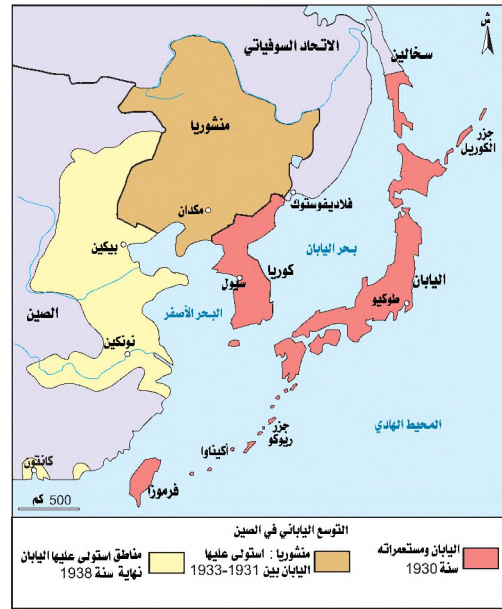 ش
الاتحاد السوفياتي
سخالين
جزر
الكوريل
منشوريا
فلاديفوستوك
مكدان
بيكين
بحر اليابان
كوريا
سيول
اليابان
طوكيو
الصين
البحر الأصفر
نونكين
المحيط الهادي
جزر
ريوكو
أكيناوا
كانتون
فرموزا
500 كم
التوسع الياباني في الصين
اليابان ومستعمراته
سنة 1930
منشوريا : استولى عليها
اليابان بين 1931-1933
مناطق استولى عليها اليابان
نهاية سنة 1938